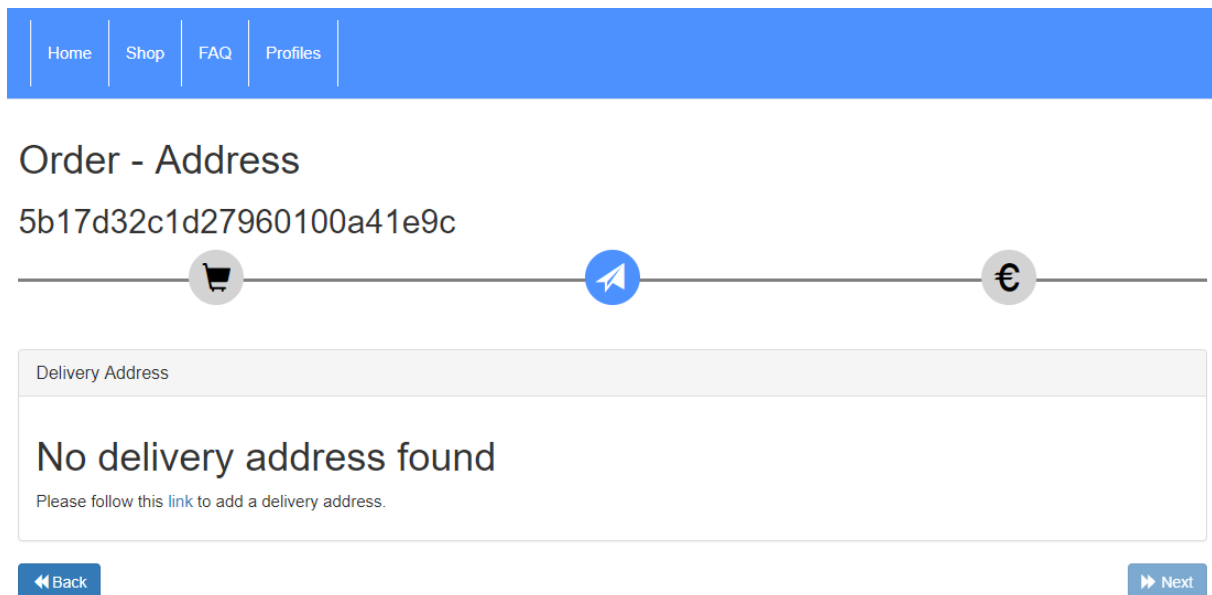 Home Shop FAQ Profiles
Order - Address
5b17d32c1d27960100a41e9c
€
Delivery Address
No delivery address found
Please follow this link to add a delivery address.
Back Next